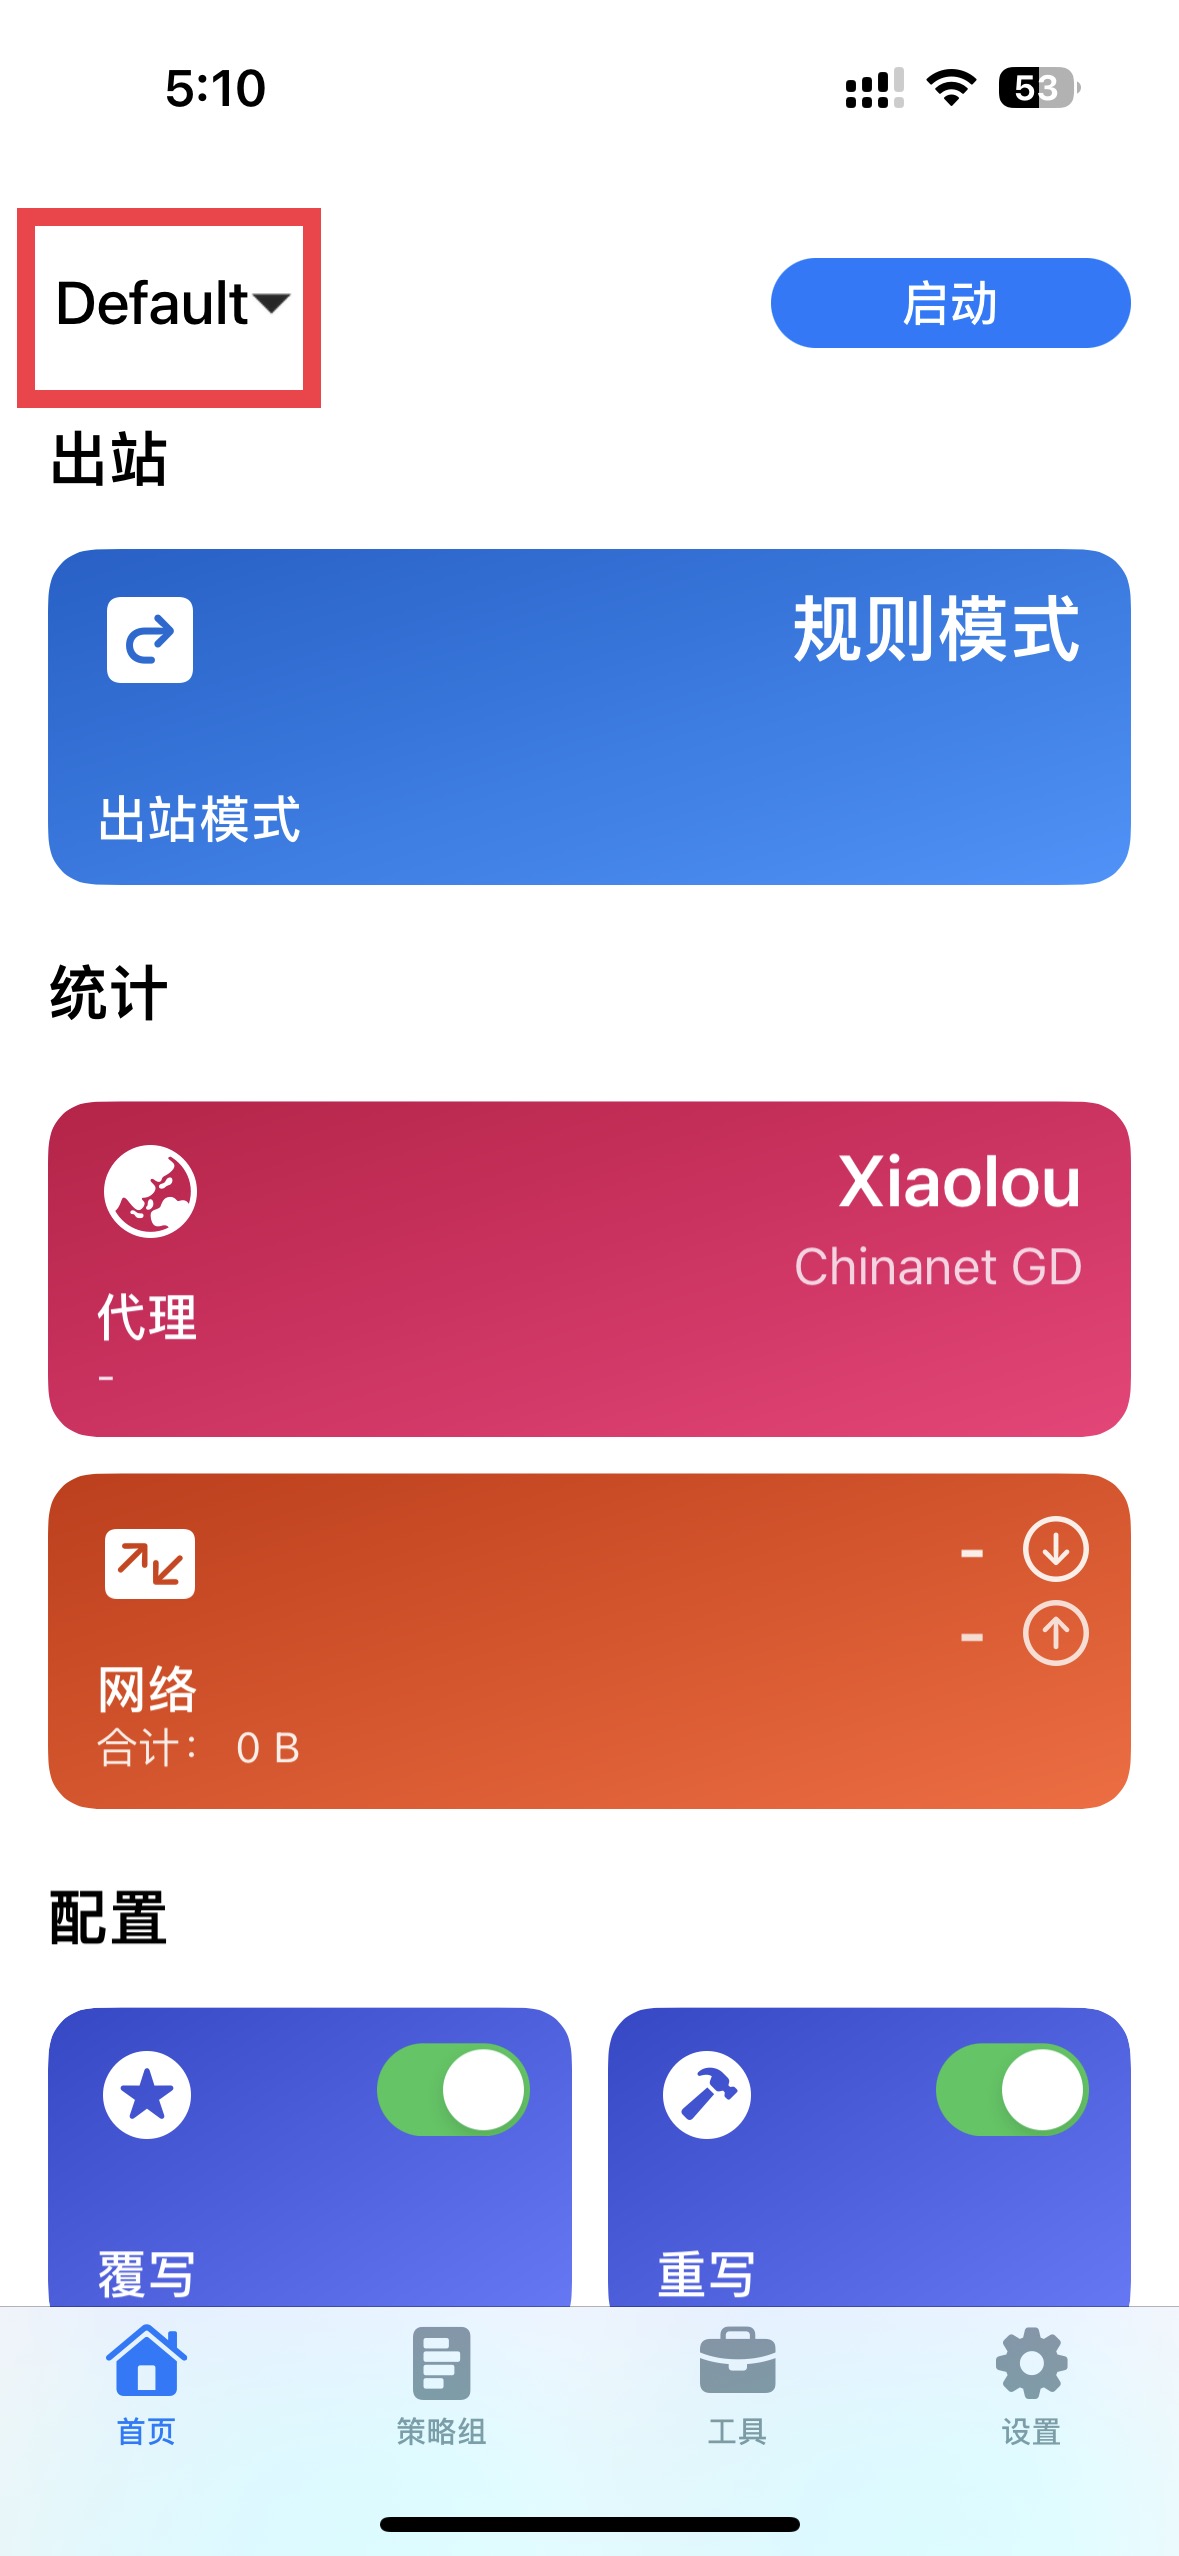 5:10
53
Default
启动
出站
规则模式
出站模式
统计
Xiaolou
Chinanet GD
代理
-
-
-
网络
合计: 0 B
配置
覆写
重写
首页
策略组
工具
设置